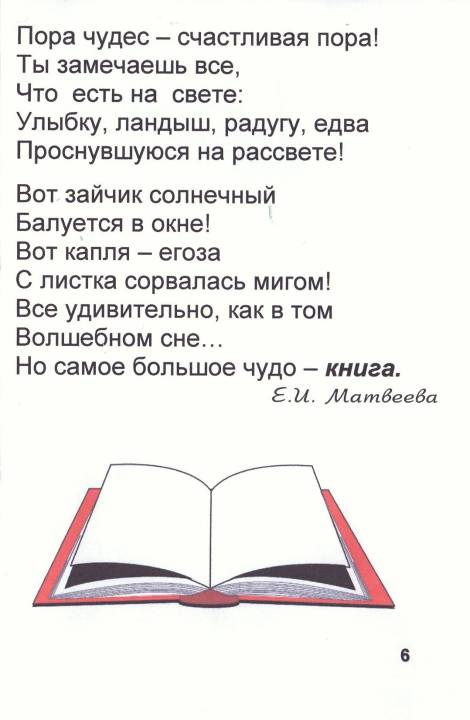 Пора чудес – счастливая пора!
Ты замечаешь все,
Что есть на свете:
Улыбку, ландыш, радугу, едва
Проснувшуюся на рассвете!
Вот зайчик солнечный
Балуется в окне!
Вот капля – егоза
С листка сорвалась мигом!
Все удивительно, как в том
Волшебном сне...
Но самое большое чудо – книга.
Е.И. Матвеева
6